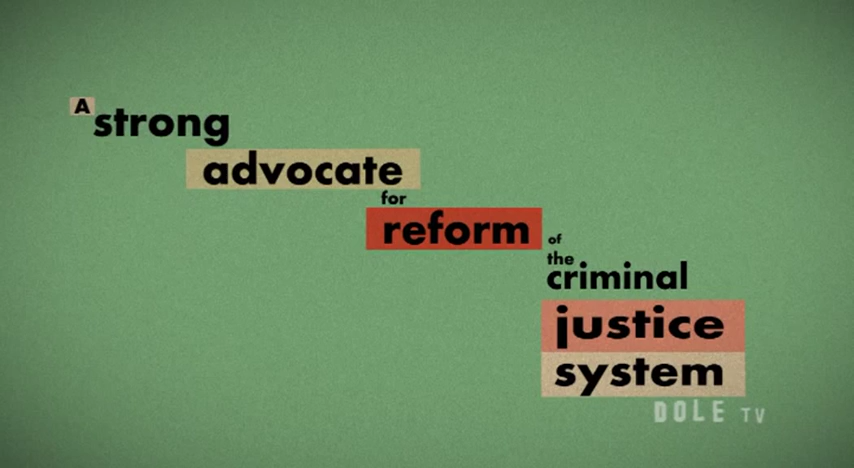 A
strong
advocate
for
reform
of
the
criminal
justice
system
DOLE TV